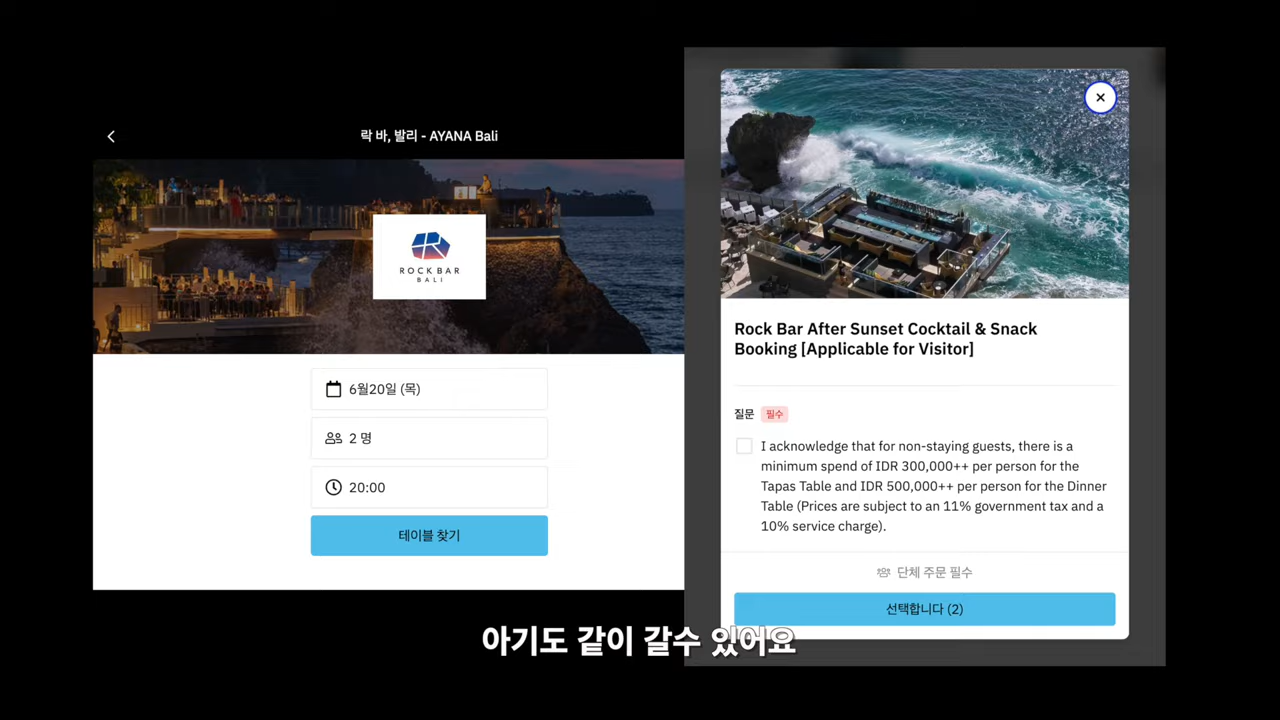 락 바, 발리 - AYANA Bali
ROCK BAR
BALI
6월20일 (목)
2 명
20:00
테이블 찾기
Rock Bar After Sunset Cocktail & Snack
Booking [Applicable for Visitor]
질문 필수
I acknowledge that for non-staying guests, there is a
minimum spend of IDR 300,000++ per person for the
Tapas Table and IDR 500,000++ per person for the Dinner
Table (Prices are subject to an 11% government tax and a
10% service charge).
단체 주문 필수
선택합니다 (2)
아기도 같이 갈수 있어요